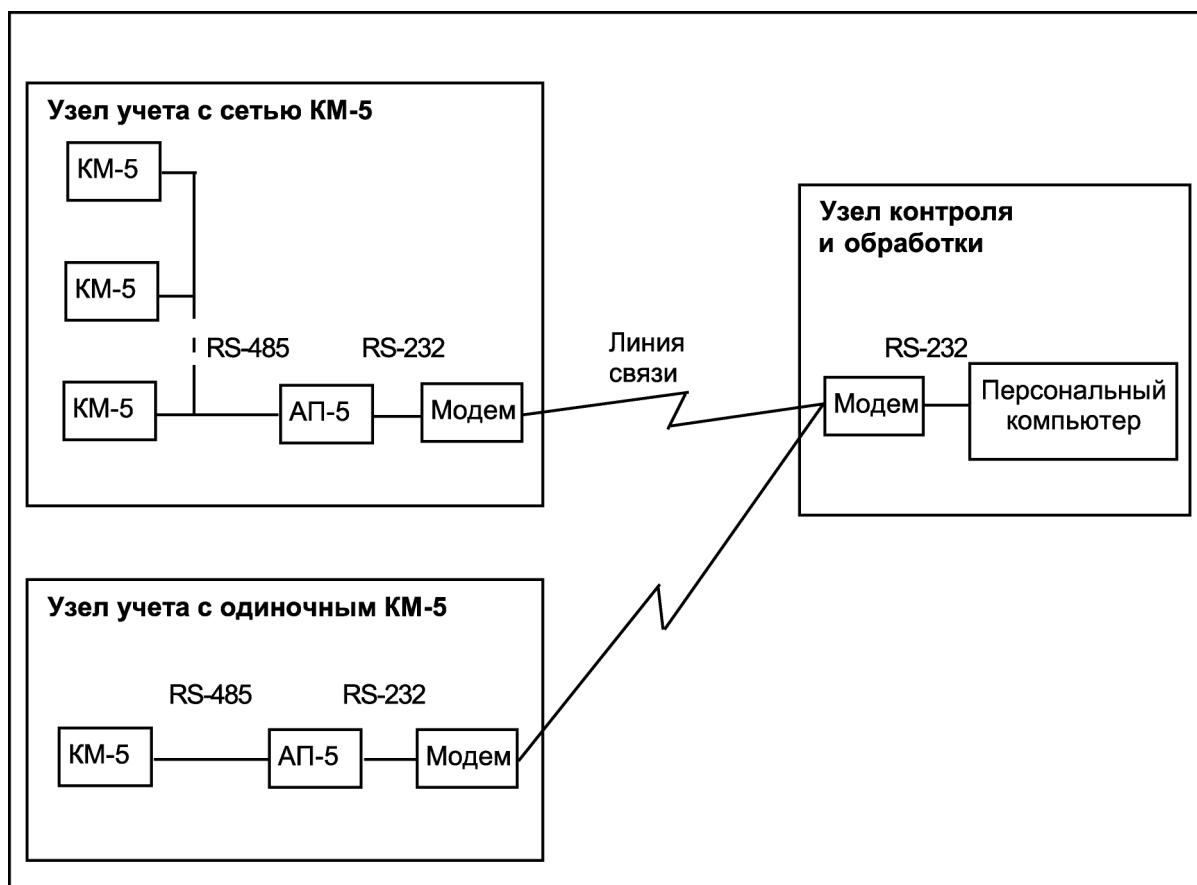 Узел учета с сетью КМ-5
КМ-5
КМ-5
RS-485
RS-232
КМ-5
АП-5
Модем
Линия
связи
Узел контроля
и обработки
RS-232
Модем
Персональный
компьютер
Узел учета с одиночным КМ-5
RS-485
RS-232
КМ-5
АП-5
Модем